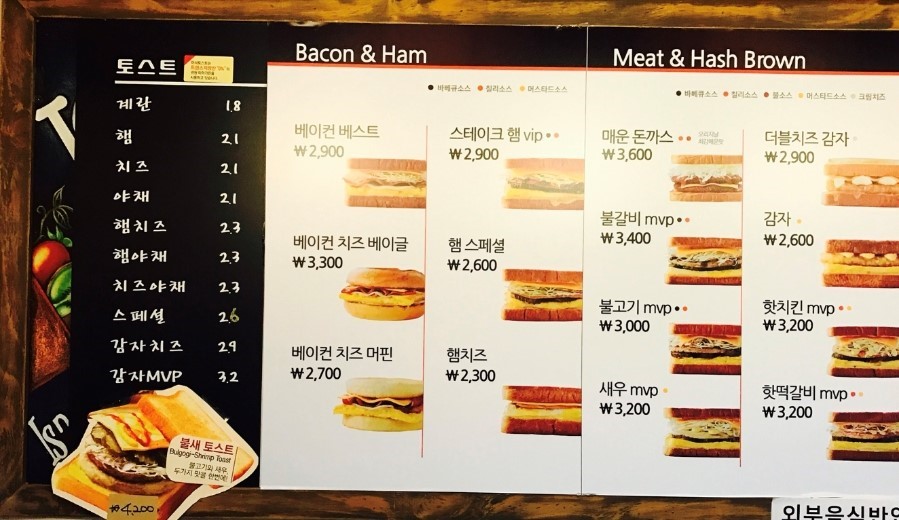 토스트
계란 1.8
햄 2.1
치즈 2.1
야채 2.1
햄치즈 2.3
햄야채 2.3
치즈야채 2.3
스페셜 2.6
감자치즈 2.9
감자MVP 3.2
불새 토스트
Bulgogi-Shrimp Toast
불고기와 새우,
두가지 맛을 한번에!
₩4,200
Bacon & Ham
바베큐소스 칠리소스 머스타드소스
베이컨 베스트
₩2,900
베이컨 치즈 베이글
₩3,300
베이컨 치즈 머핀
₩2,700
스테이크 햄 vip
₩2,900
햄 스페셜
₩2,600
햄치즈
₩2,300
Meat & Hash Brown
바베큐소스 칠리소스 불소스 머스타드소스 크림치즈
매운 돈까스
₩3,600
불갈비 mvp
₩3,400
불고기 mvp
₩3,000
새우 mvp
₩3,200
더블치즈 감자
₩2,900
감자
₩2,600
핫치킨 mvp
₩3,200
핫떡갈비 mvp
₩3,200
외부음식반